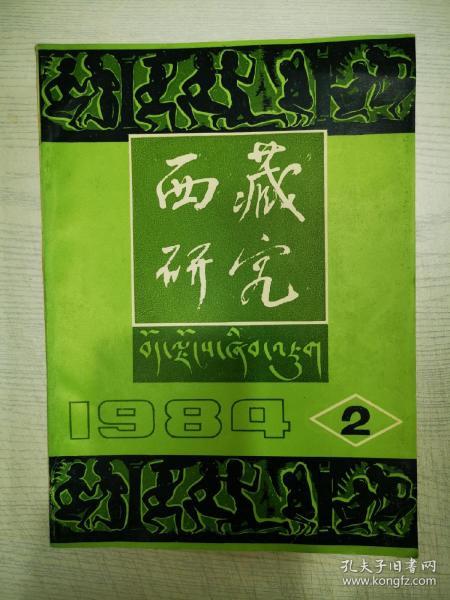 西藏
研究
བོད་ལྗོངས་ཞིབ་འཇུག
1984
2
孔夫子旧书网
www.kongfz.com